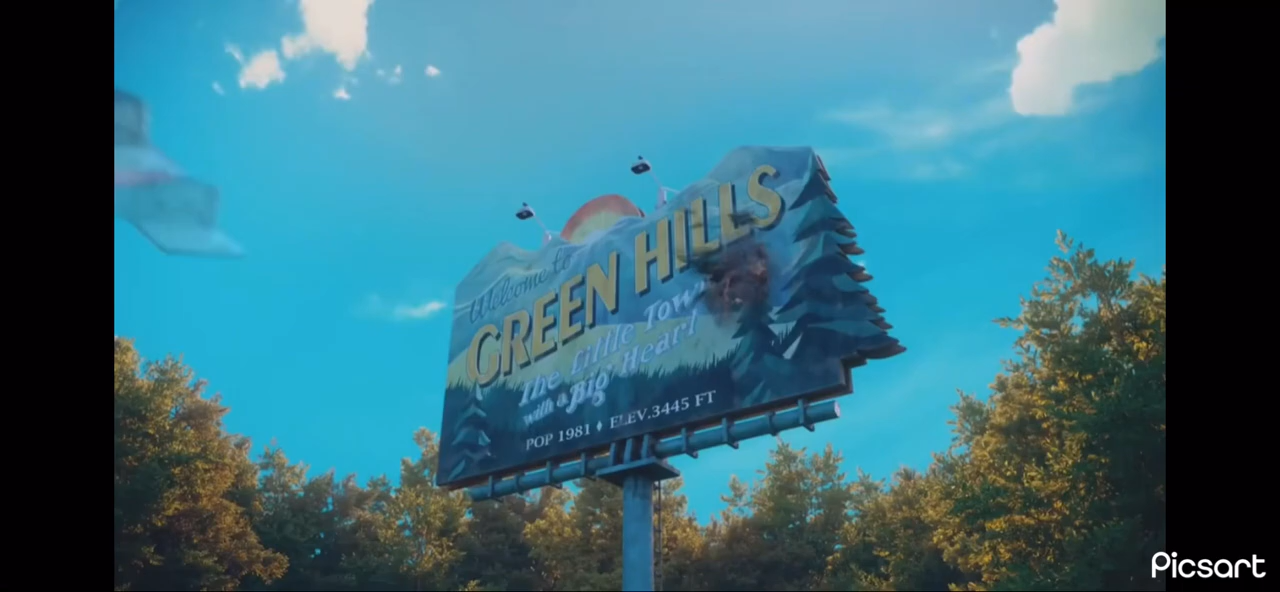 Welcome to
GREEN HILLS
The Little Town
with a Big Heart!
POP 1981 ♦ ELEV.3445 FT
Picsart